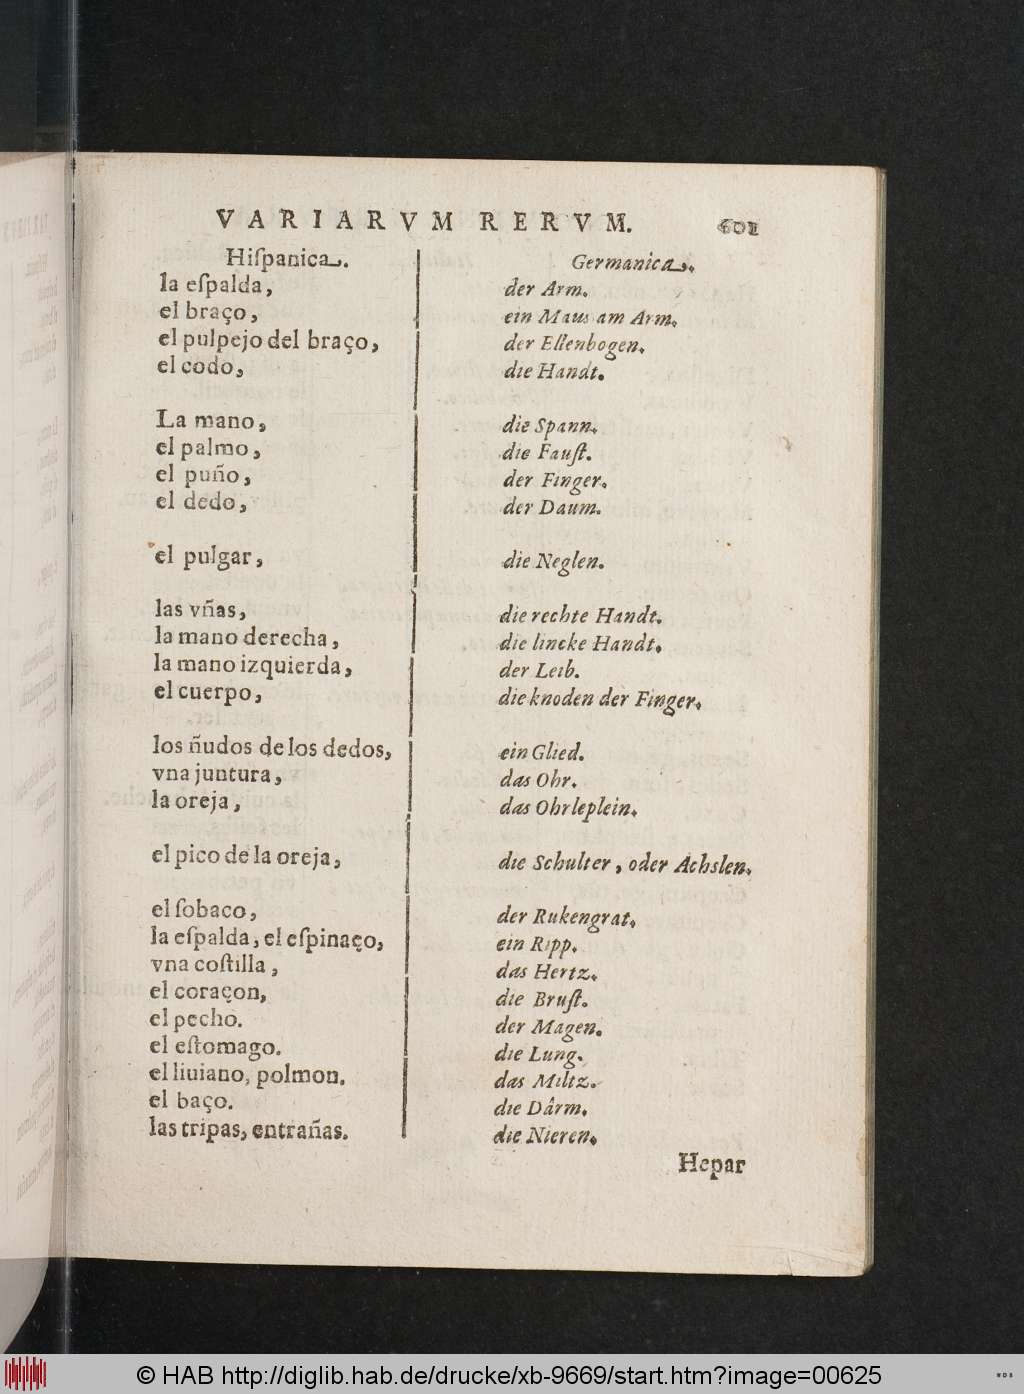 VARIARVM RERVM. 601
Hiſpanica.
la eſpalda,
el braço,
el pulpejo del braço,
el codo,
La mano,
el palmo,
el puño,
el dedo,
el pulgar,
las vñas,
la mano derecha,
la mano izquierda,
el cuerpo,
los ñudos de los dedos,
vna juntura,
la oreja,
el pico de la oreja,
el ſobaco,
la eſpalda, el eſpinaço,
vna coſtilla,
el coraçon,
el pecho.
el eſtomago.
el liuiano, polmon.
el baço.
las tripas, entrañas.
Germanica.
der Arm.
ein Maus am Arm.
der Ellenbogen.
die Handt.
die Spann.
die Fauſt.
der Finger.
der Daum.
die Neglen.
die rechte Handt.
die lincke Handt.
der Leib.
die knoden der Finger.
ein Glied.
das Ohr.
das Ohrleplein.
die Schulter, oder Achslen.
der Rukengrat.
ein Ripp.
das Hertz.
die Bruſt.
der Magen.
die Lung.
das Miltz.
die Dârm.
die Nieren.
Hepar
© HAB http://diglib.hab.de/drucke/xb-9669/start.htm?image=00625